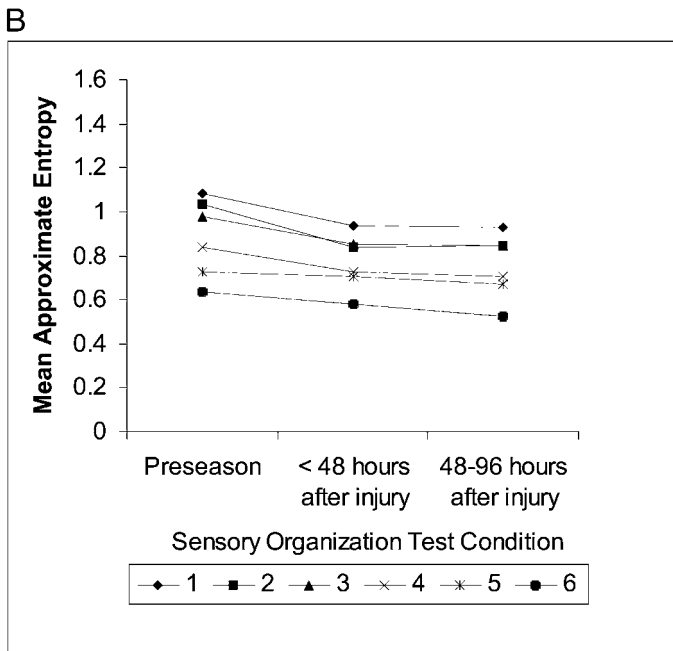 B
Mean Approximate Entropy
1.6
1.4
1.2
1
0.8
0.6
0.4
0.2
0
Preseason
< 48 hours
after injury
48-96 hours
after injury
Sensory Organization Test Condition
1 2 3 4 5 6